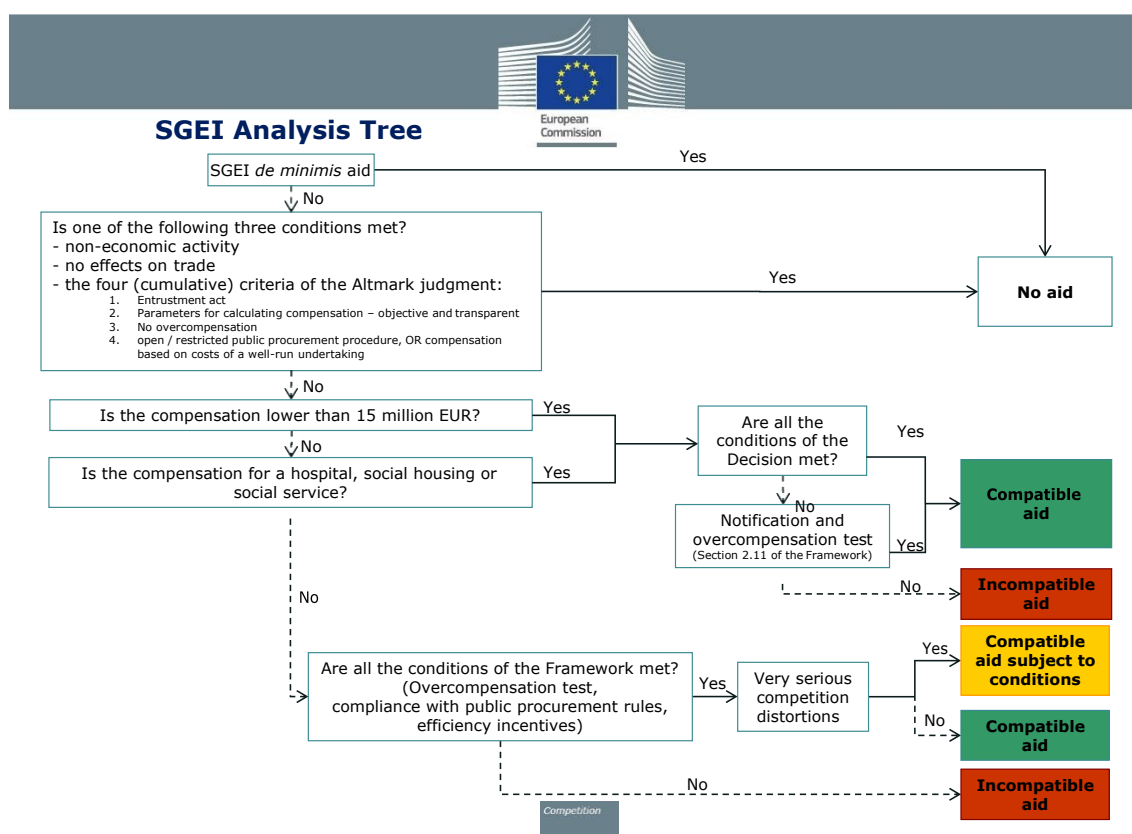 European
Commission
SGEI Analysis Tree
SGEI de minimis aid
Yes
No
Is one of the following three conditions met?
- non-economic activity
- no effects on trade
- the four (cumulative) criteria of the Altmark judgment:
1. Entrustment act
2. Parameters for calculating compensation – objective and transparent
3. No overcompensation
4. open / restricted public procurement procedure, OR compensation
based on costs of a well-run undertaking
Yes
No aid
No
Is the compensation lower than 15 million EUR?
Yes
No
Is the compensation for a hospital, social housing or
social service?
Yes
Are all the
conditions of the
Decision met?
Yes
No
Notification and
overcompensation test
(Section 2.11 of the Framework)
Yes
Compatible
aid
No
Incompatible
aid
No
Are all the conditions of the Framework met?
(Overcompensation test,
compliance with public procurement rules,
efficiency incentives)
Yes
Very serious
competition
distortions
Yes
Compatible
aid subject to
conditions
No
Compatible
aid
No
Incompatible
aid
Competition